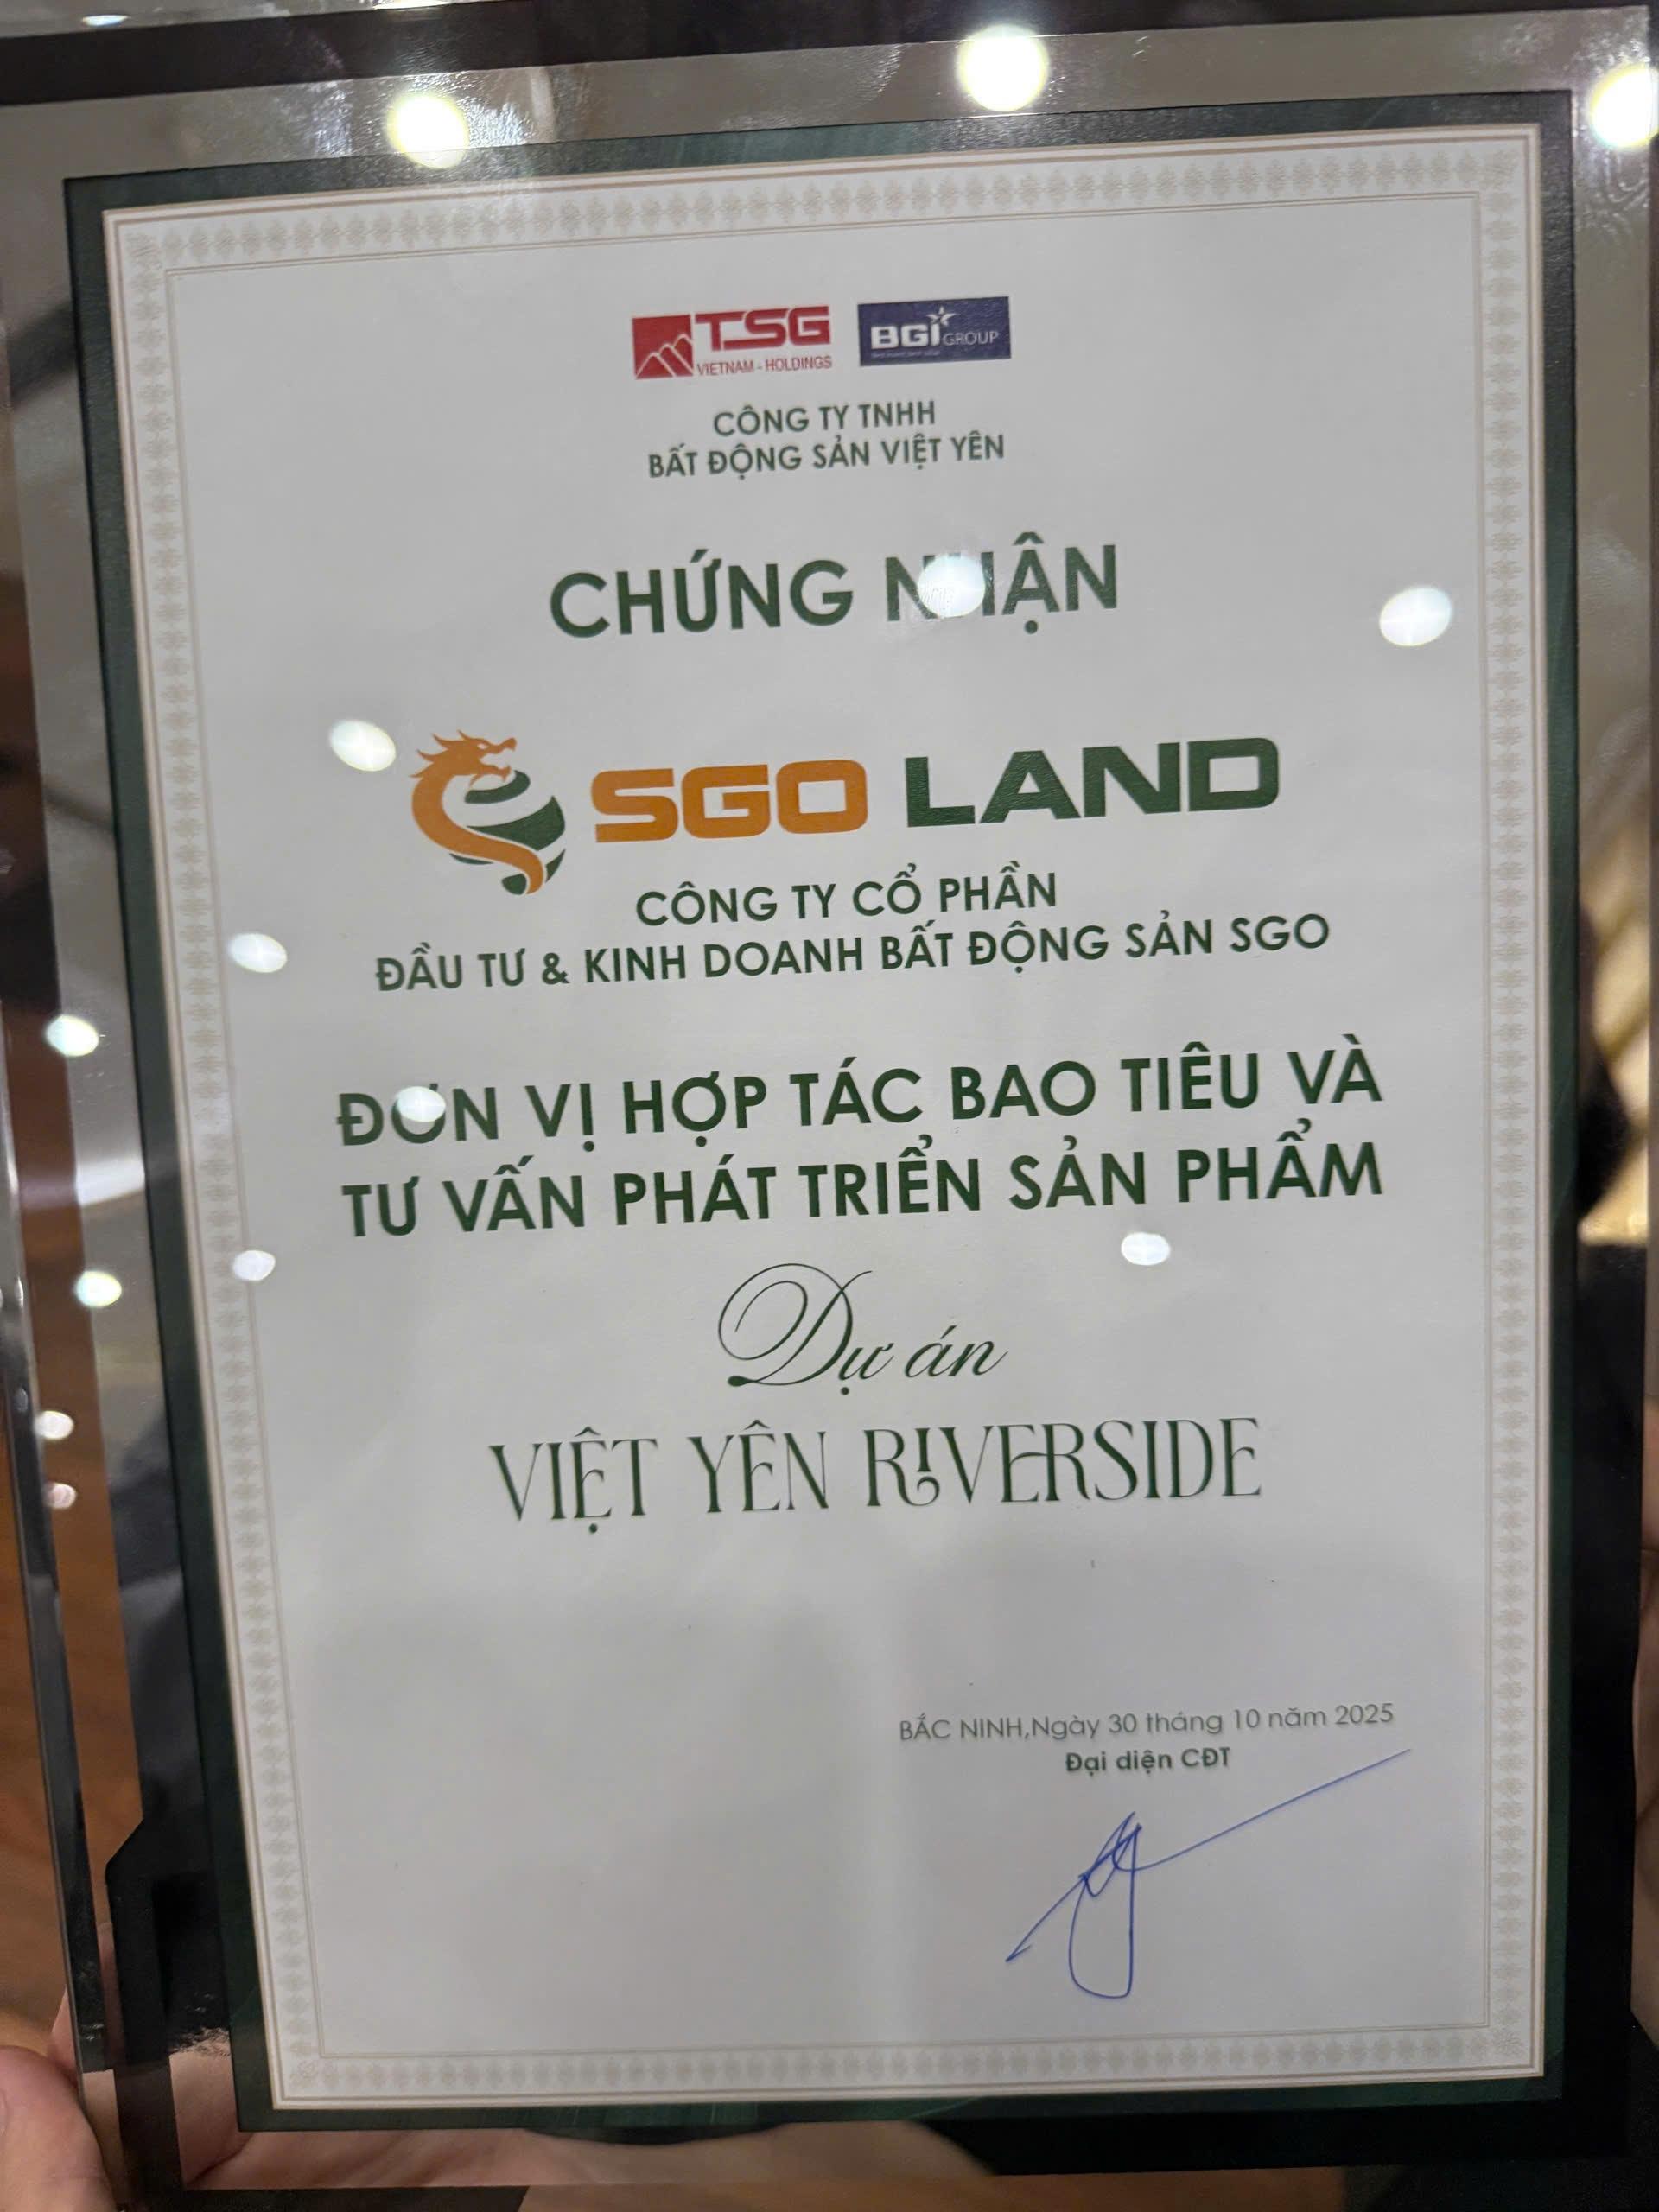 TSG
VIETNAM - HOLDINGS
BGI GROUP
CÔNG TY TNHH
BẤT ĐỘNG SẢN VIỆT YÊN
CHỨNG NHẬN
SGO LAND
CÔNG TY CỔ PHẦN
ĐẦU TƯ & KINH DOANH BẤT ĐỘNG SẢN SGO
ĐƠN VỊ HỢP TÁC BAO TIÊU VÀ
TƯ VẤN PHÁT TRIỂN SẢN PHẨM
Dự án
VIỆT YÊN RIVERSIDE
BẮC NINH,Ngày 30 tháng 10 năm 2025
Đại diện CĐT